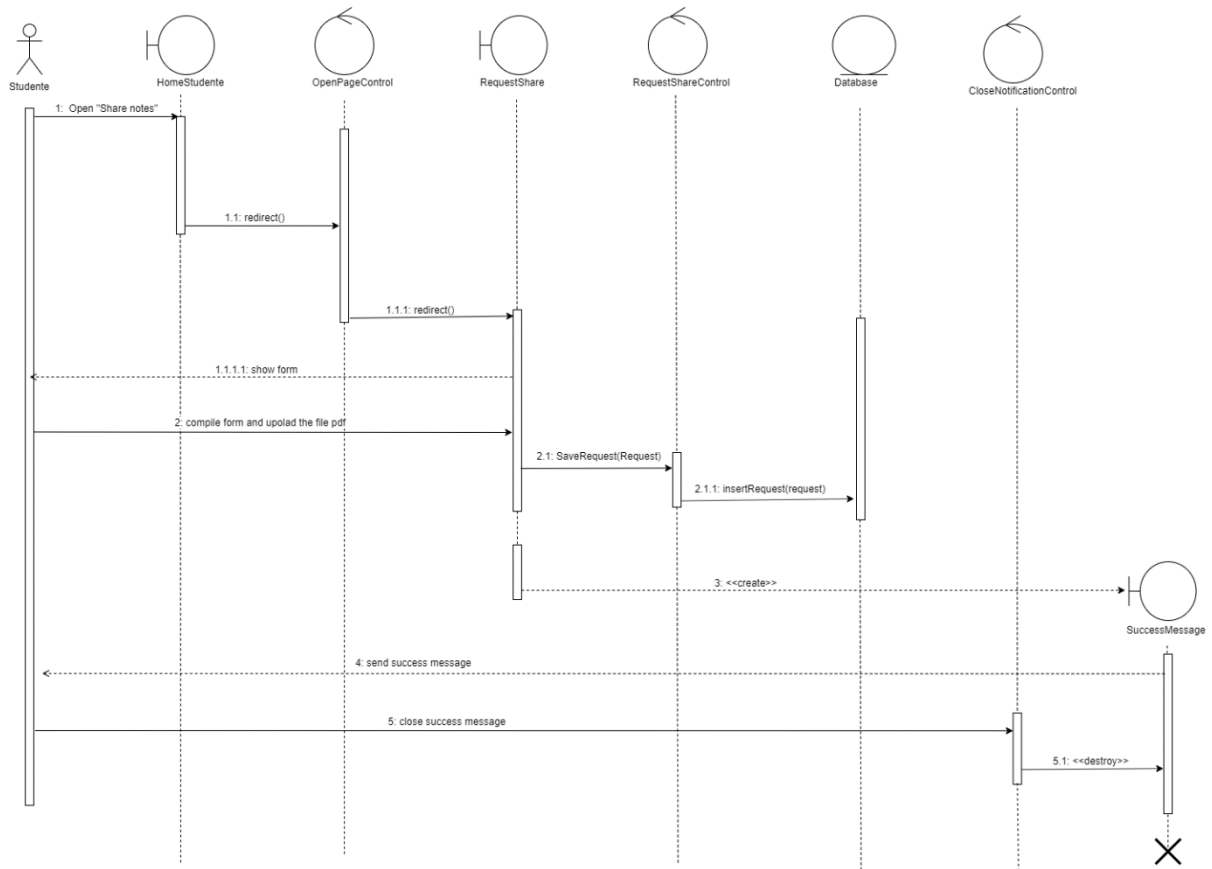 Studente
HomeStudente
OpenPageControl
RequestShare
RequestShareControl
Database
CloseNotificationControl
1: Open "Share notes"
1.1: redirect()
1.1.1: redirect()
1.1.1.1: show form
2: compile form and upolad the file pdf
2.1: SaveRequest(Request)
2.1.1: insertRequest(request)
3: <<create>>
SuccessMessage
4: send success message
5: close success message
5.1: <<destroy>>